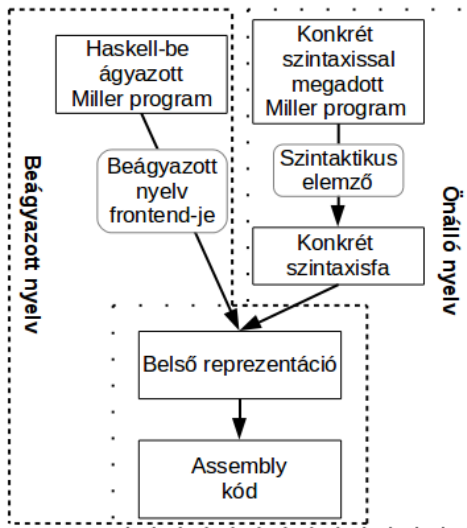 Haskell-be
ágyazott
Miller program
Konkrét
szintaxissal
megadott
Miller program
Beágyazott
nyelv
frontend-je
Szintaktikus
elemző
Beágyazott nyelv
Önálló nyelv
Konkrét
szintaxisfa
Belső reprezentáció
Assembly
kód